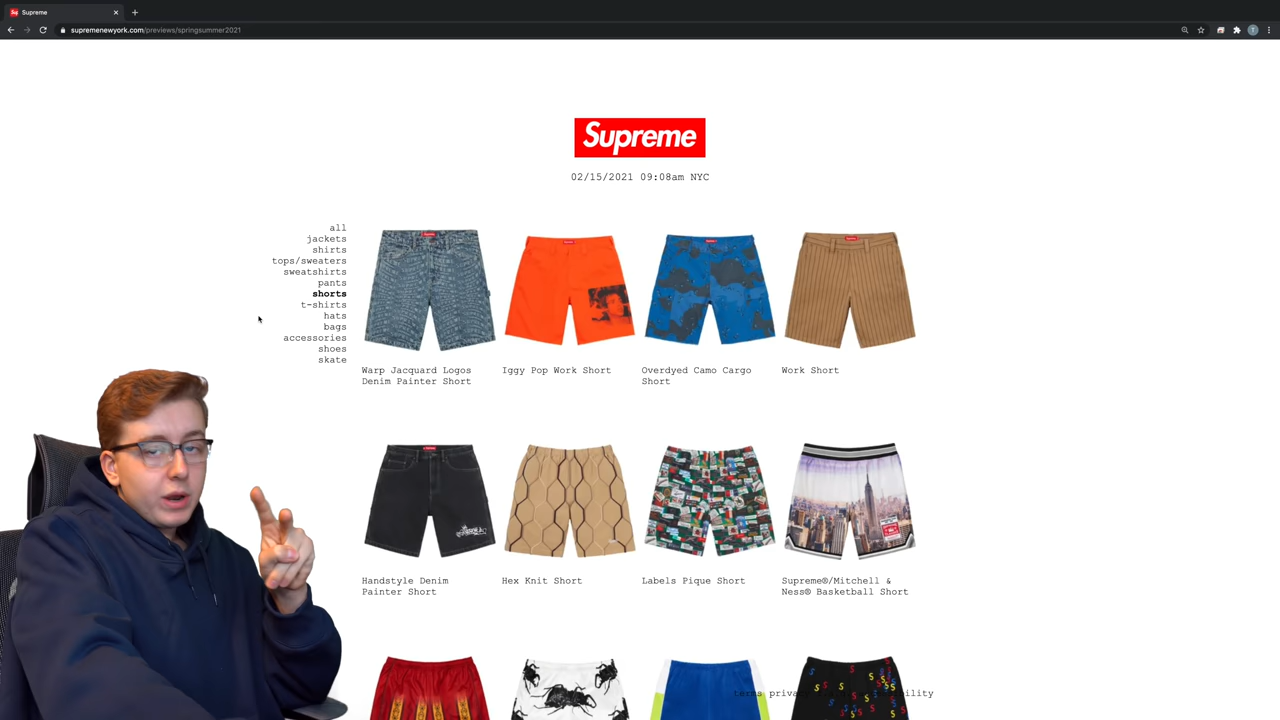 Supreme
supremenewyork.com/previews/springsummer2021
Supreme
02/15/2021 09:08am NYC
all
jackets
shirts
tops/sweaters
sweatshirts
pants
shorts
t-shirts
hats
bags
accessories
shoes
skate
Warp Jacquard Logos
Denim Painter Short
Iggy Pop Work Short
Overdyed Camo Cargo
Short
Work Short
Handstyle Denim
Painter Short
Hex Knit Short
Labels Pique Short
Supreme®/Mitchell &
Ness® Basketball Short
terms